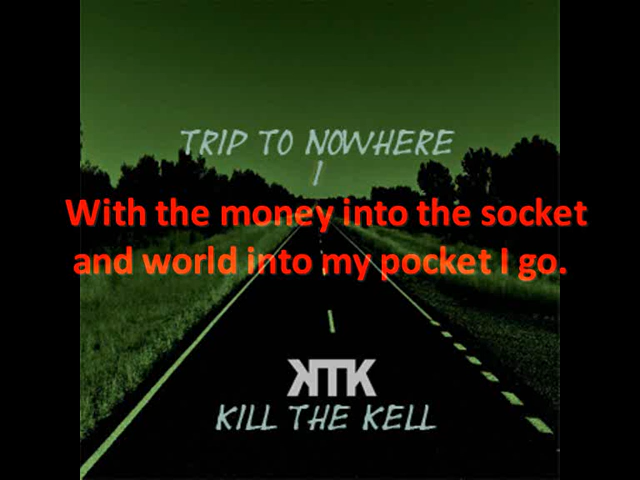 TRIP TO NOWHERE
1
With the money into the socket
and world into my pocket I go.
KTK
KILL THE KELL